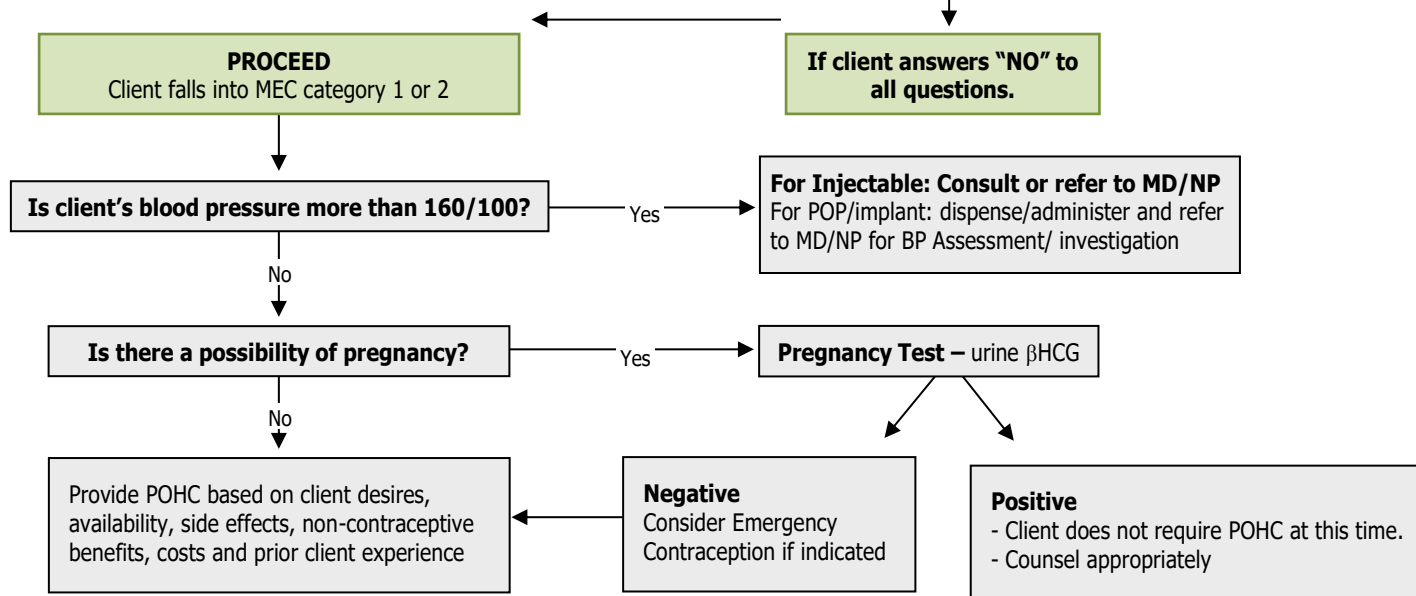 PROCEED
Client falls into MEC category 1 or 2
If client answers “NO” to
all questions.
Is client’s blood pressure more than 160/100?
Yes
For Injectable: Consult or refer to MD/NP
For POP/implant: dispense/administer and refer
to MD/NP for BP Assessment/ investigation
No
Is there a possibility of pregnancy?
Yes
Pregnancy Test – urine βHCG
No
Provide POHC based on client desires,
availability, side effects, non-contraceptive
benefits, costs and prior client experience
Negative
Consider Emergency
Contraception if indicated
Positive
- Client does not require POHC at this time.
- Counsel appropriately